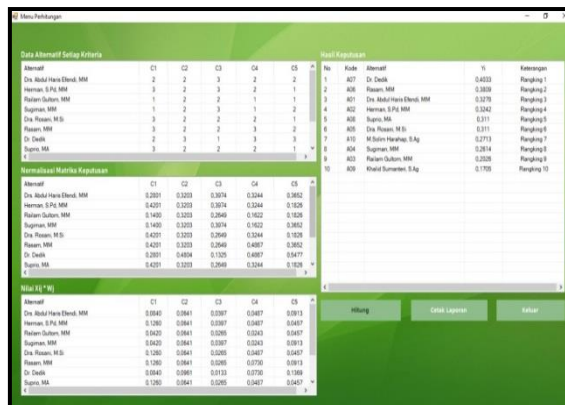 Menu Perhitungan
Data Alternatif Setiap Kriteria
Alternatif C1 C2 C3 C4 C5
Drs. Abdul Haris Efendi, MM 2 2 3 2 2
Herman, S.Pd, MM 3 2 3 2 1
Railam Gultom, MM 1 2 2 1 1
Sugiman, MM 1 2 2 1 2
Dra. Rosani, M.Si 3 2 2 2 1
Rasam, MM 3 2 2 3 2
Dr. Dedik 2 3 1 3 3
Suprio, MA 3 2 2 2 1
Normalisasi Matriks Keputusan
Alternatif C1 C2 C3 C4 C5
Drs. Abdul Haris Efendi, MM 0.2801 0.3203 0.3974 0.3244 0.3652
Herman, S.Pd, MM 0.4201 0.3203 0.3974 0.3244 0.1826
Railam Gultom, MM 0.1400 0.3203 0.2649 0.1622 0.1826
Sugiman, MM 0.1400 0.3203 0.2649 0.1622 0.3652
Dra. Rosani, M.Si 0.4201 0.3203 0.2649 0.3244 0.1826
Rasam, MM 0.4201 0.3203 0.2649 0.4867 0.3652
Dr. Dedik 0.2801 0.4804 0.1325 0.4867 0.5477
Suprio, MA 0.4201 0.3203 0.2649 0.3244 0.1826
Nilai Xij * Wj
Alternatif C1 C2 C3 C4 C5
Drs. Abdul Haris Efendi, MM 0.0840 0.0641 0.0397 0.0487 0.0913
Herman, S.Pd, MM 0.1260 0.0641 0.0397 0.0487 0.0457
Railam Gultom, MM 0.0420 0.0641 0.0265 0.0243 0.0457
Sugiman, MM 0.0420 0.0641 0.0265 0.0243 0.0913
Dra. Rosani, M.Si 0.1260 0.0641 0.0265 0.0487 0.0457
Rasam, MM 0.1260 0.0641 0.0265 0.0730 0.0913
Dr. Dedik 0.0840 0.0961 0.0133 0.0730 0.1369
Suprio, MA 0.1260 0.0641 0.0265 0.0487 0.0457
Hasil Keputusan
No Kode Alternatif Yi Keterangan
1 A07 Dr. Dedik 0,4033 Rangking 1
2 A06 Rasam, MM 0,3809 Rangking 2
3 A01 Drs. Abdul Haris Efendi, MM 0,3278 Rangking 3
4 A02 Herman, S.Pd, MM 0,3242 Rangking 4
5 A08 Suprio, MA 0,311 Rangking 5
6 A05 Dra. Rosani, M.Si 0,311 Rangking 6
7 A10 M.Solim Harahap, S.Ag 0,2713 Rangking 7
8 A04 Sugiman, MM Rangking 8
9 A03 Railam Gultom, MM Rangking 9
10 A09 Khalid Sumanteri, S.Ag 0,1705 Rangking 10
Hitung Cetak Laporan Keluar